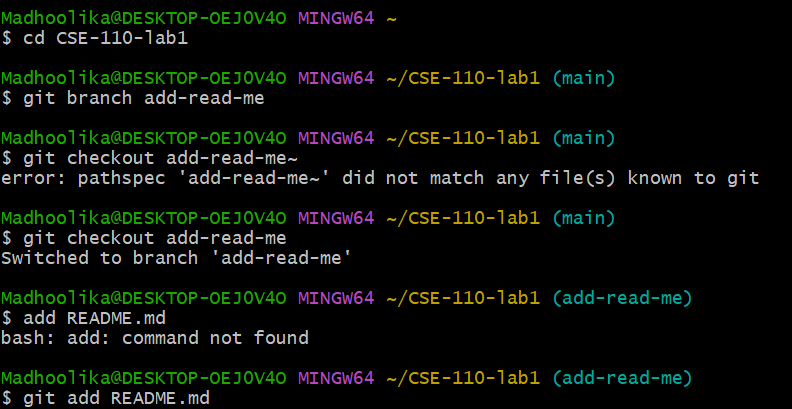 Madhoolika@DESKTOP-OEJ0V4O MINGW64 ~
$ cd CSE-110-lab1
Madhoolika@DESKTOP-OEJ0V4O MINGW64 ~/CSE-110-lab1 (main)
$ git branch add-read-me
Madhoolika@DESKTOP-OEJ0V4O MINGW64 ~/CSE-110-lab1 (main)
$ git checkout add-read-me~
error: pathspec 'add-read-me~' did not match any file(s) known to git
Madhoolika@DESKTOP-OEJ0V4O MINGW64 ~/CSE-110-lab1 (main)
$ git checkout add-read-me
Switched to branch 'add-read-me'
Madhoolika@DESKTOP-OEJ0V4O MINGW64 ~/CSE-110-lab1 (add-read-me)
$ add README.md
bash: add: command not found
Madhoolika@DESKTOP-OEJ0V4O MINGW64 ~/CSE-110-lab1 (add-read-me)
$ git add README.md